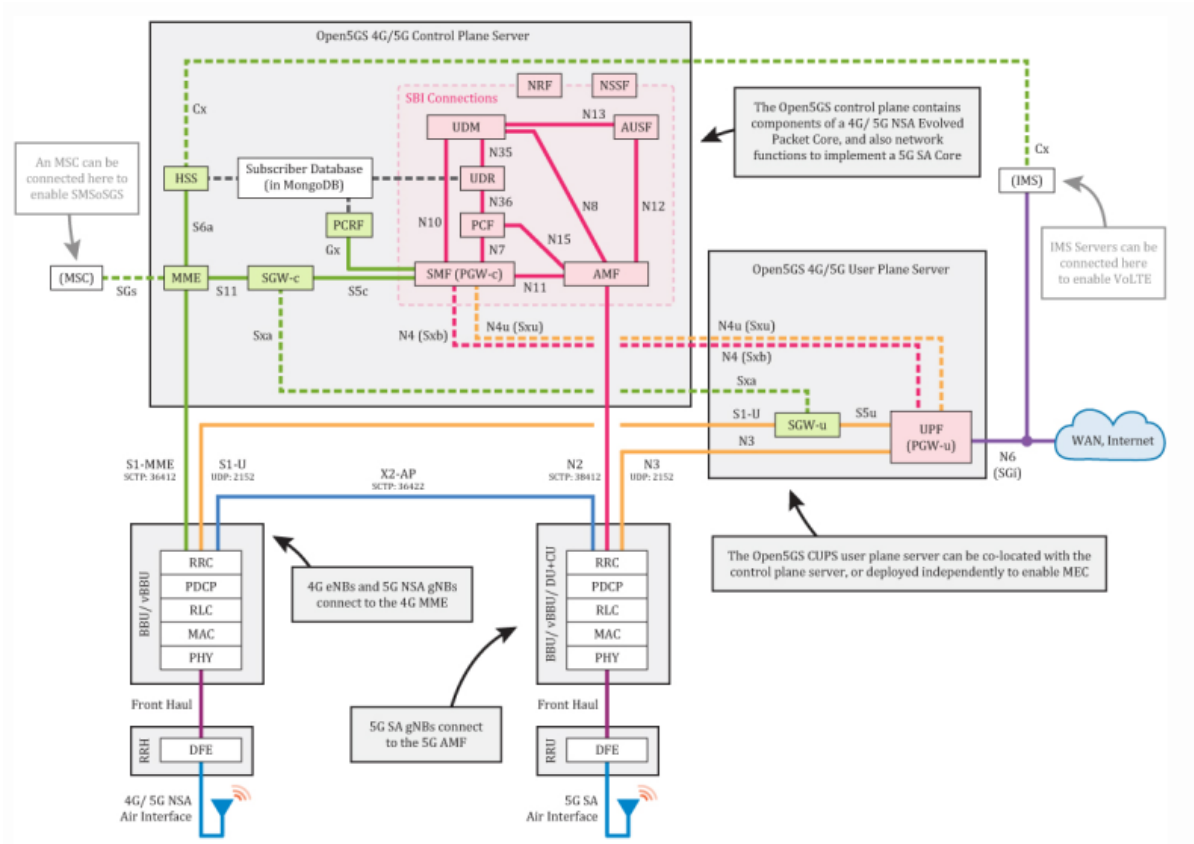 Open5GS 4G/5G Control Plane Server
Cx
SBI Connections
NRF
NSSF
UDM
N13
AUSF
The Open5GS control plane contains
components of a 4G/ 5G NSA Evolved
Packet Core, and also network
functions to implement a 5G SA Core
Cx
An MSC can be
connected here to
enable SMSoSGS
HSS
Subscriber Database
(in MongoDB)
N35
UDR
N36
N8
N12
(IMS)
S6a
PCRF
Gx
N10
PCF
N7
N15
IMS Servers can be
connected here
to enable VoLTE
(MSC)
SGs
MME
S11
SGW-c
S5c
SMF (PGW-c)
N11
AMF
Open5GS 4G/5G User Plane Server
Sxa
N4 (Sxb)
N4u (Sxu)
N4u (Sxu)
N4 (Sxb)
Sxa
S1-U
SGW-u
S5u
N3
UPF
(PGW-u)
N6
(SGi)
WAN, Internet
S1-MME
SCTP: 36412
S1-U
UDP: 2152
X2-AP
SCTP: 36422
N2
SCTP: 38412
N3
UDP: 2152
The Open5GS CUPS user plane server can be co-located with the
control plane server, or deployed independently to enable MEC
BBU/ vBBU
RRC
PDCP
RLC
MAC
PHY
4G eNBs and 5G NSA gNBs
connect to the 4G MME
BBU/ vBBU/ DU+CU
RRC
PDCP
RLC
MAC
PHY
Front Haul
5G SA gNBs connect
to the 5G AMF
Front Haul
RRH
DFE
RRU
DFE
4G/ 5G NSA
Air Interface
5G SA
Air Interface